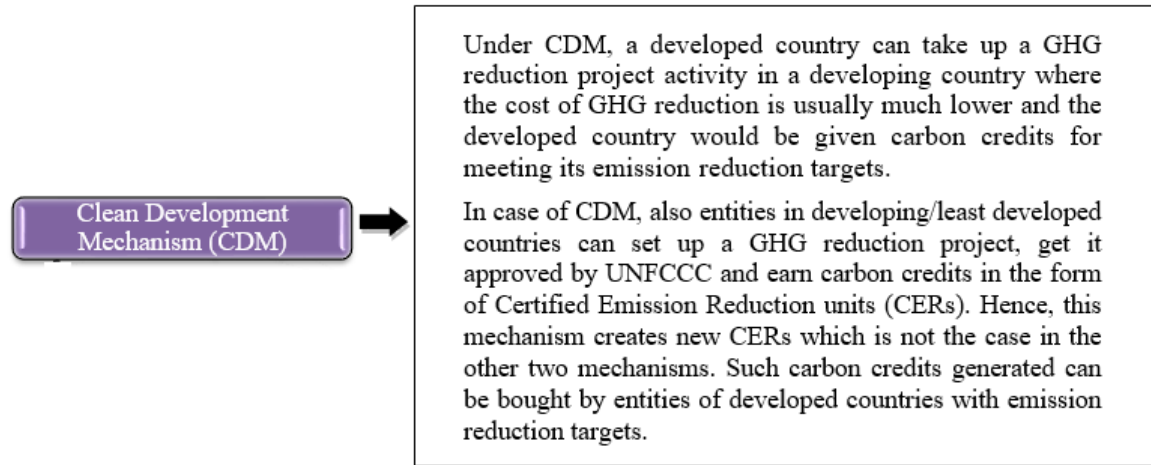 Under CDM, a developed country can take up a GHG
reduction project activity in a developing country where
the cost of GHG reduction is usually much lower and the
developed country would be given carbon credits for
meeting its emission reduction targets.
Clean Development
Mechanism (CDM)
In case of CDM, also entities in developing/least developed
countries can set up a GHG reduction project, get it
approved by UNFCCC and earn carbon credits in the form
of Certified Emission Reduction units (CERs). Hence, this
mechanism creates new CERs which is not the case in the
other two mechanisms. Such carbon credits generated can
be bought by entities of developed countries with emission
reduction targets.